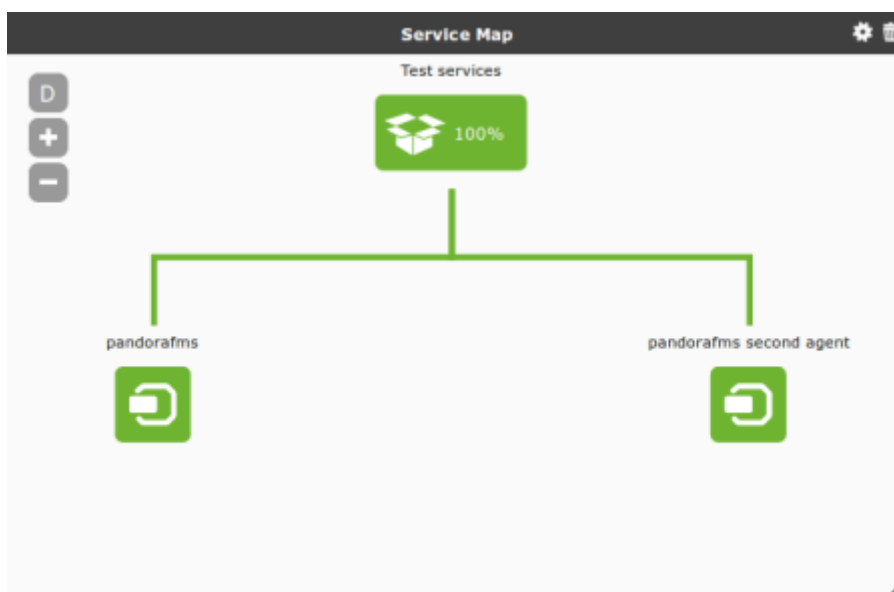 Service Map
Test services
D
100%
pandorafms
pandorafms second agent